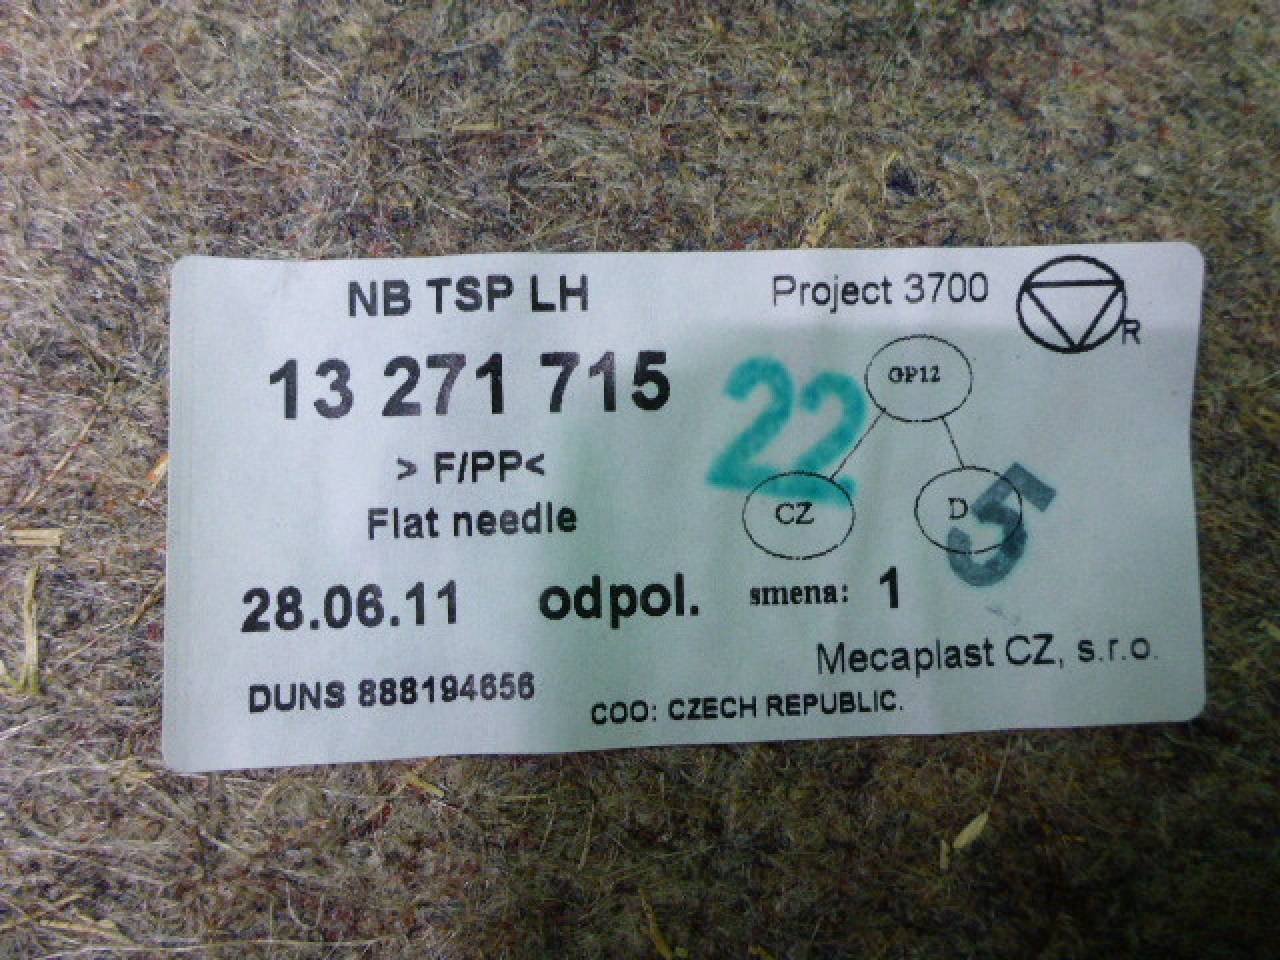 NB TSP LH
Project 3700
R
13 271 715
22
GP12
> F/PP<
CZ
D
5
Flat needle
28.06.11 odpol. smena: 1
Mecaplast CZ, s.r.o.
DUNS 888194656
COO: CZECH REPUBLIC.